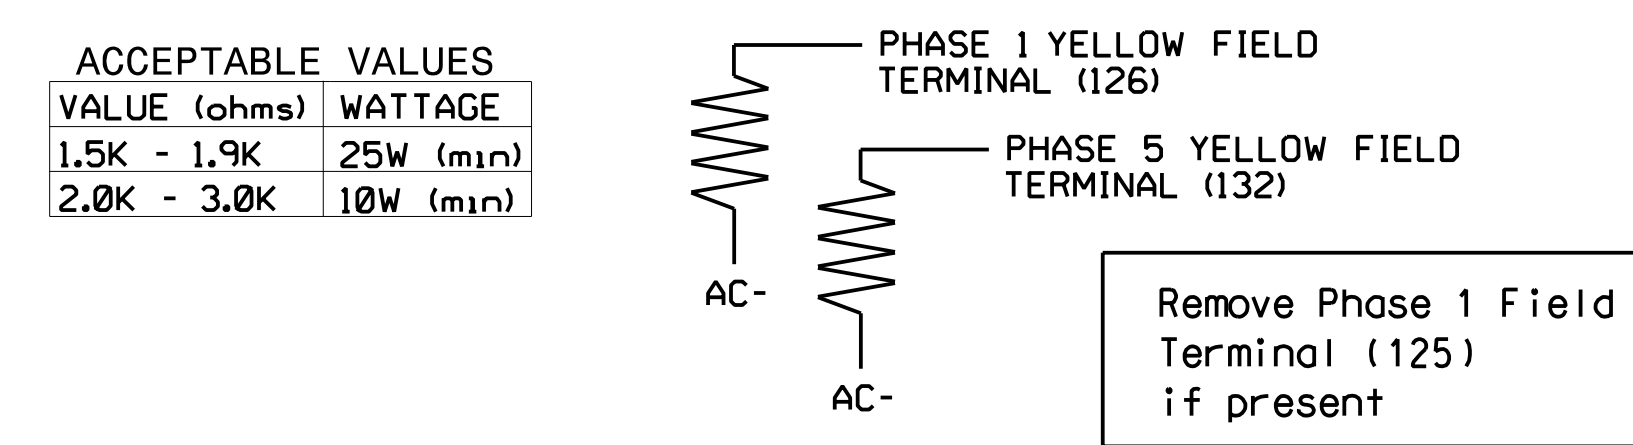 ACCEPTABLE VALUES
VALUE (ohms) WATTAGE
1.5K - 1.9K 25W (min)
2.0K - 3.0K 10W (min)
PHASE 1 YELLOW FIELD
TERMINAL (126)
AC-
PHASE 5 YELLOW FIELD
TERMINAL (132)
AC-
Remove Phase 1 Field
Terminal (125)
if present